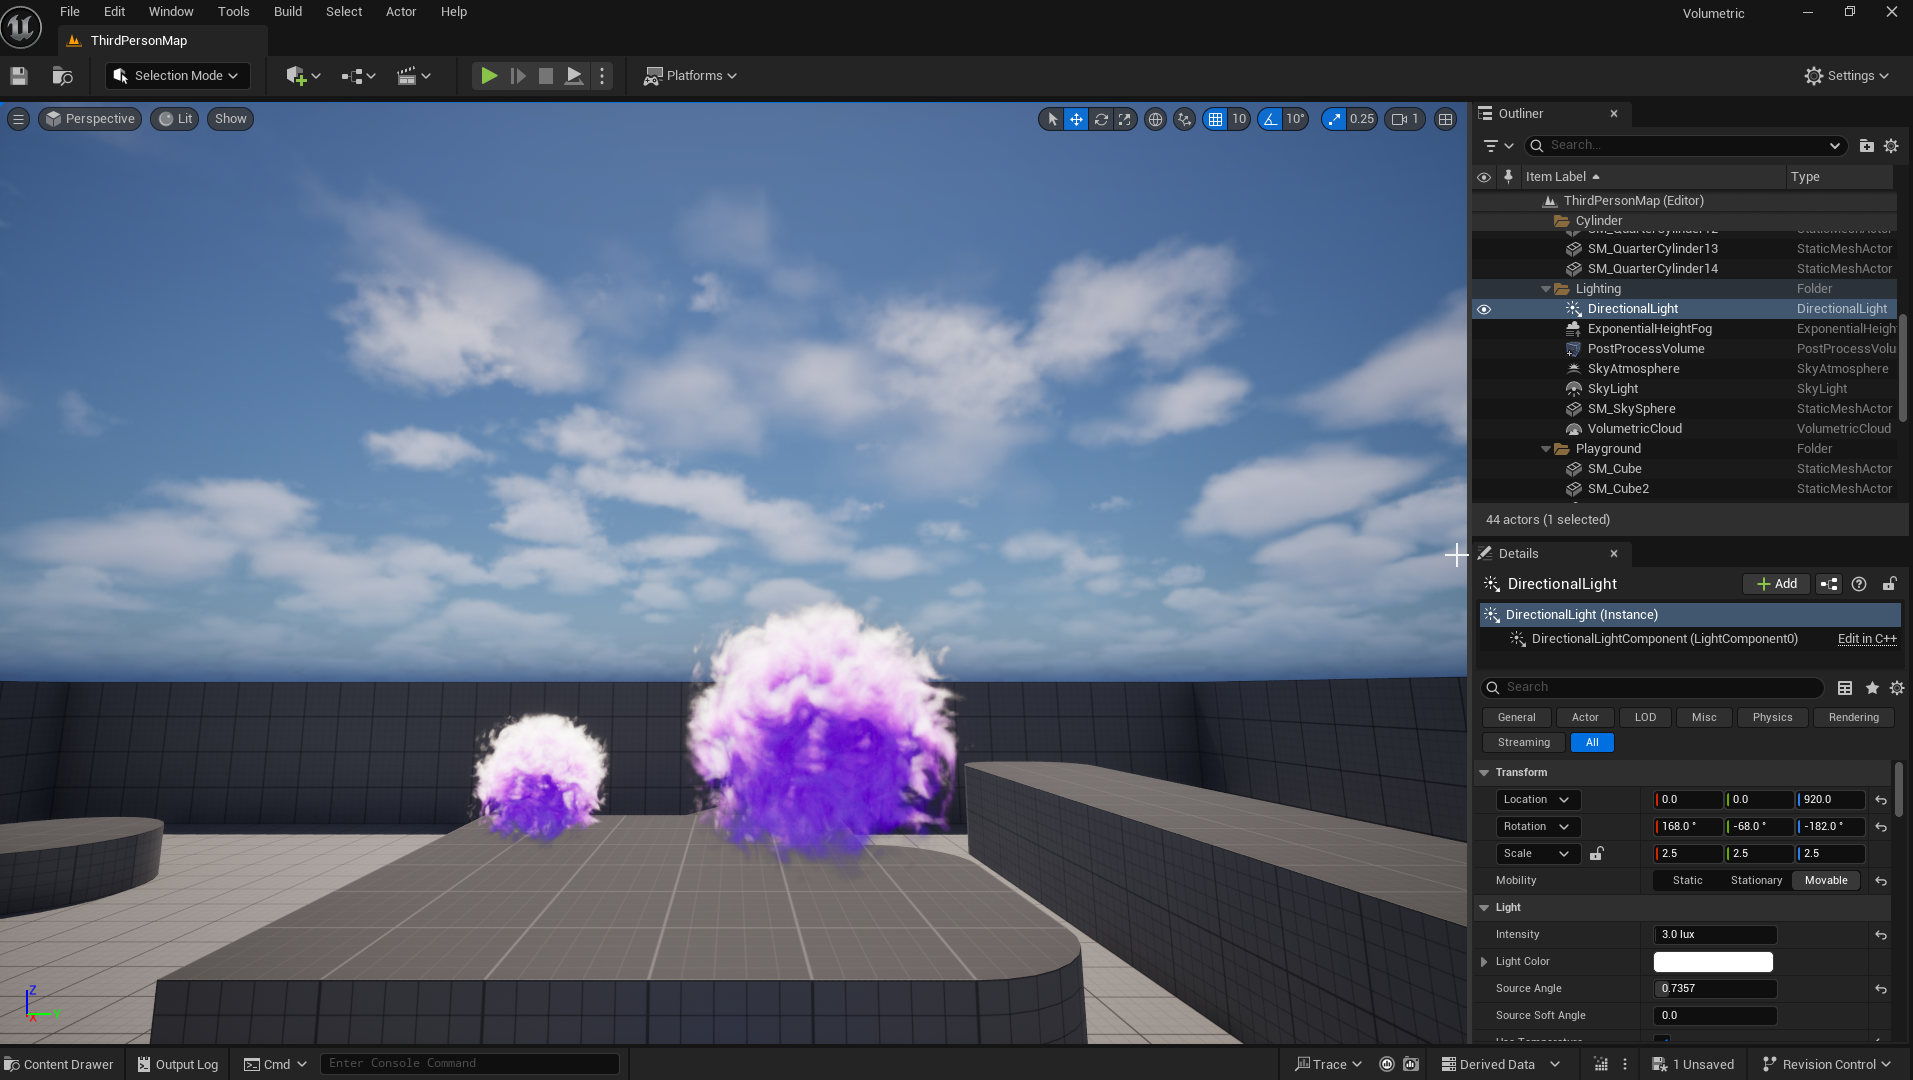 File Edit Window Tools Build Select Actor Help
Volumetric
ThirdPersonMap
Selection Mode
Platforms
Settings
Perspective Lit Show
10 10° 0.25 1
Outliner
Search...
Item Label Type
ThirdPersonMap (Editor)
Cylinder
SM_QuarterCylinder12 StaticMeshActor
SM_QuarterCylinder13 StaticMeshActor
SM_QuarterCylinder14 StaticMeshActor
Lighting Folder
DirectionalLight DirectionalLight
ExponentialHeightFog ExponentialHeigh
PostProcessVolume PostProcessVolu
SkyAtmosphere SkyAtmosphere
SkyLight SkyLight
SM_SkySphere StaticMeshActor
VolumetricCloud VolumetricCloud
Playground Folder
SM_Cube StaticMeshActor
SM_Cube2 StaticMeshActor
44 actors (1 selected)
Details
DirectionalLight
Add
DirectionalLight (Instance)
DirectionalLightComponent (LightComponent0) Edit in C++
Search
General Actor LOD Misc Physics Rendering
Streaming All
Transform
Location 0.0 0.0 920.0
Rotation 168.0 ° -68.0 ° -182.0 °
Scale 2.5 2.5 2.5
Mobility Static Stationary Movable
Light
Intensity 3.0 lux
Light Color
Source Angle 0.7357
Source Soft Angle 0.0
Z
Y
X
Content Drawer Output Log Cmd Enter Console Command Trace Derived Data 1 Unsaved Revision Control